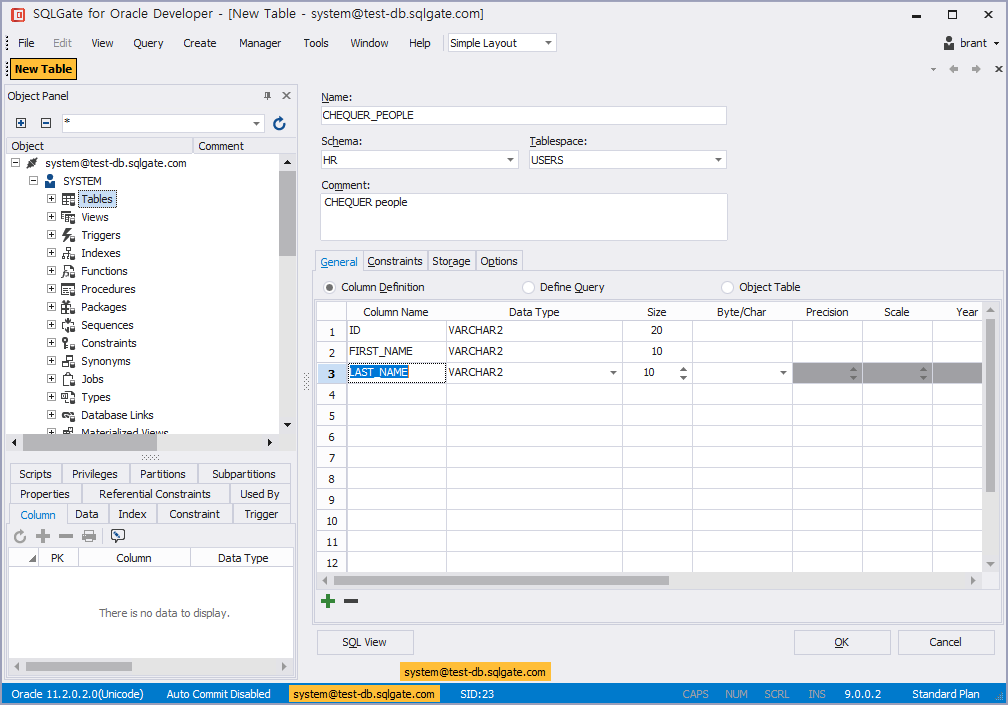 SQLGate for Oracle Developer - [New Table - system@test-db.sqlgate.com]
File Edit View Query Create Manager Tools Window Help Simple Layout brant
New Table
Object Panel
*
Object Comment
system@test-db.sqlgate.com
SYSTEM
Tables
Views
Triggers
Indexes
Functions
Procedures
Packages
Sequences
Constraints
Synonyms
Jobs
Types
Database Links
Materialized Views
Scripts Privileges Partitions Subpartitions
Properties Referential Constraints Used By
Column Data Index Constraint Trigger
PK Column Data Type
There is no data to display.
Name:
CHEQUER_PEOPLE
Schema: Tablespace:
HR USERS
Comment:
CHEQUER people
General Constraints Storage Options
Column Definition Define Query Object Table
Column Name Data Type Size Byte/Char Precision Scale Year
1 ID VARCHAR2 20
2 FIRST_NAME VARCHAR2 10
3 LAST_NAME VARCHAR2 10
4
5
6
7
8
9
10
11
12
SQL View OK Cancel
system@test-db.sqlgate.com
Oracle 11.2.0.2.0(Unicode) Auto Commit Disabled system@test-db.sqlgate.com SID:23 CAPS NUM SCRL INS 9.0.0.2 Standard Plan